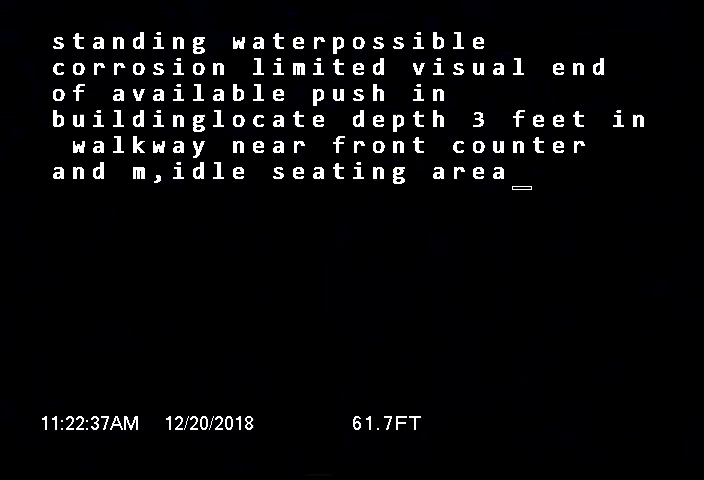 standing waterpossible
corrosion limited visual end
of available push in
buildinglocate depth 3 feet in
walkway near front counter
and m,idle seating area_
11:22:37AM 12/20/2018 61.7FT